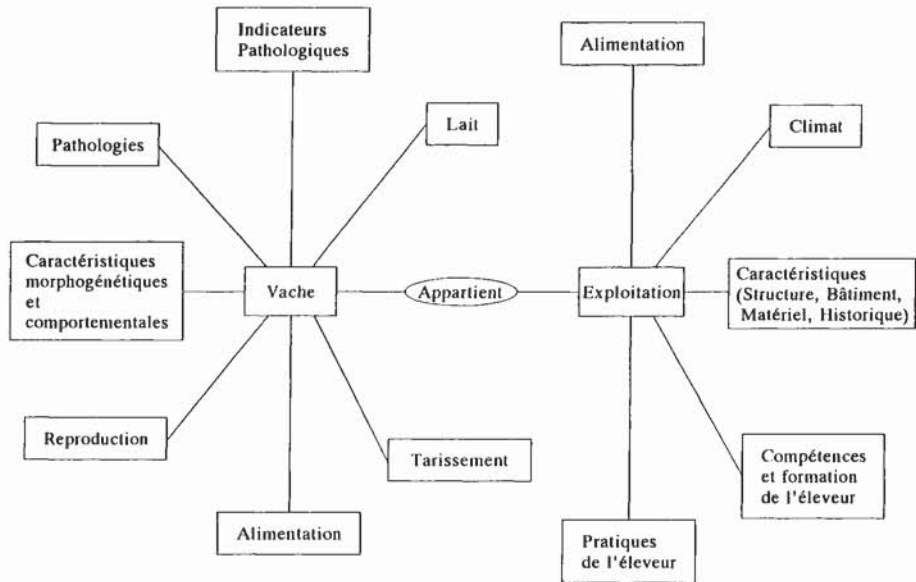 Indicateurs
Pathologiques
Alimentation
Lait
Climat
Pathologies
Caractéristiques
morphogénétiques
et
comportementales
Vache
Appartient
Exploitation
Caractéristiques
(Structure, Bâtiment,
Matériel, Historique)
Reproduction
Tarissement
Compétences
et formation
de l'éleveur
Alimentation
Pratiques
de l'éleveur